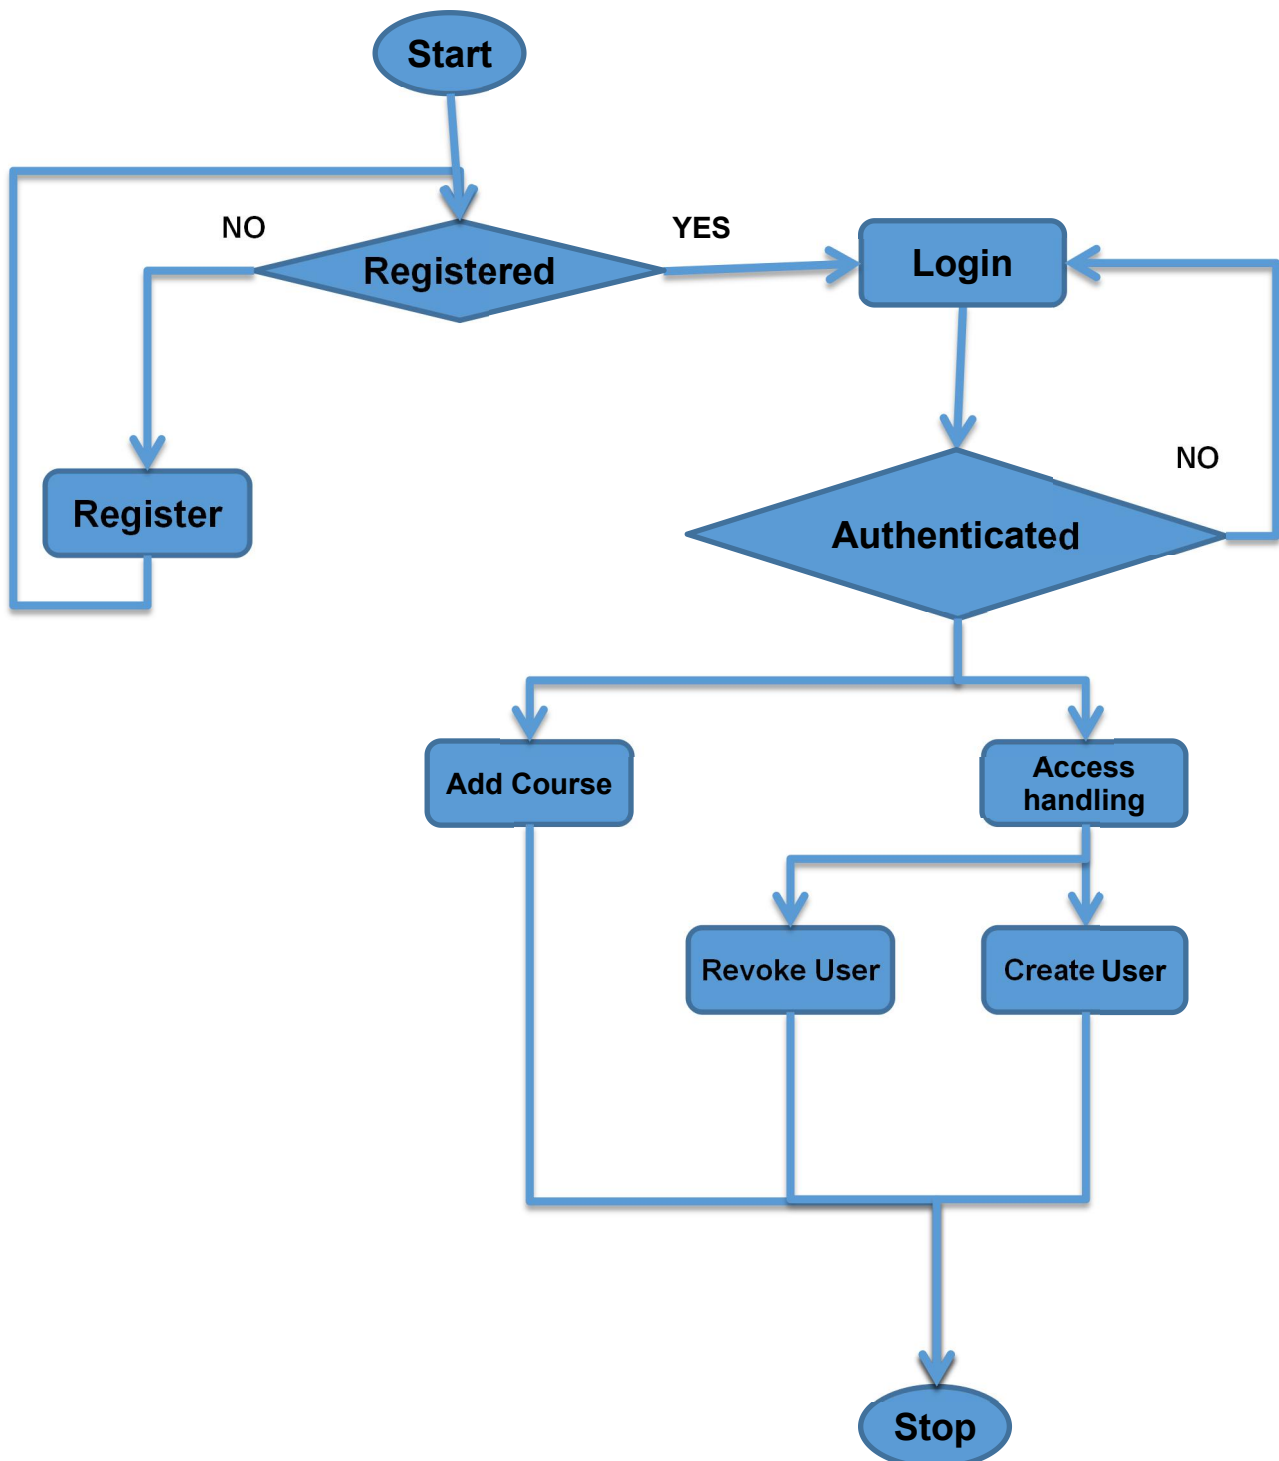 Start
NO
YES
Registered
Login
NO
Register
Authenticated
Add Course
Access
handling
Revoke User
Create User
Stop